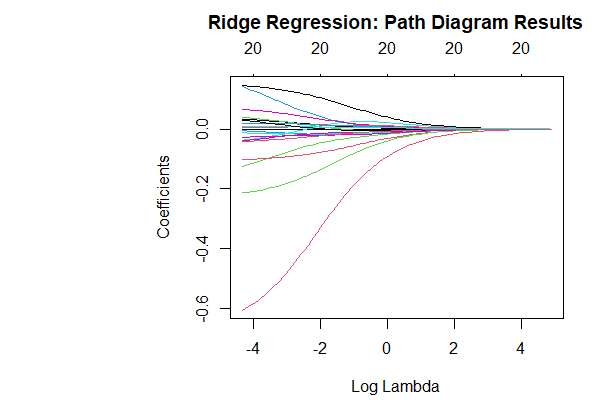 Ridge Regression: Path Diagram Results
20 20 20 20 20
0.0
-0.2
-0.4
-0.6
Coefficients
-4 -2 0 2 4
Log Lambda